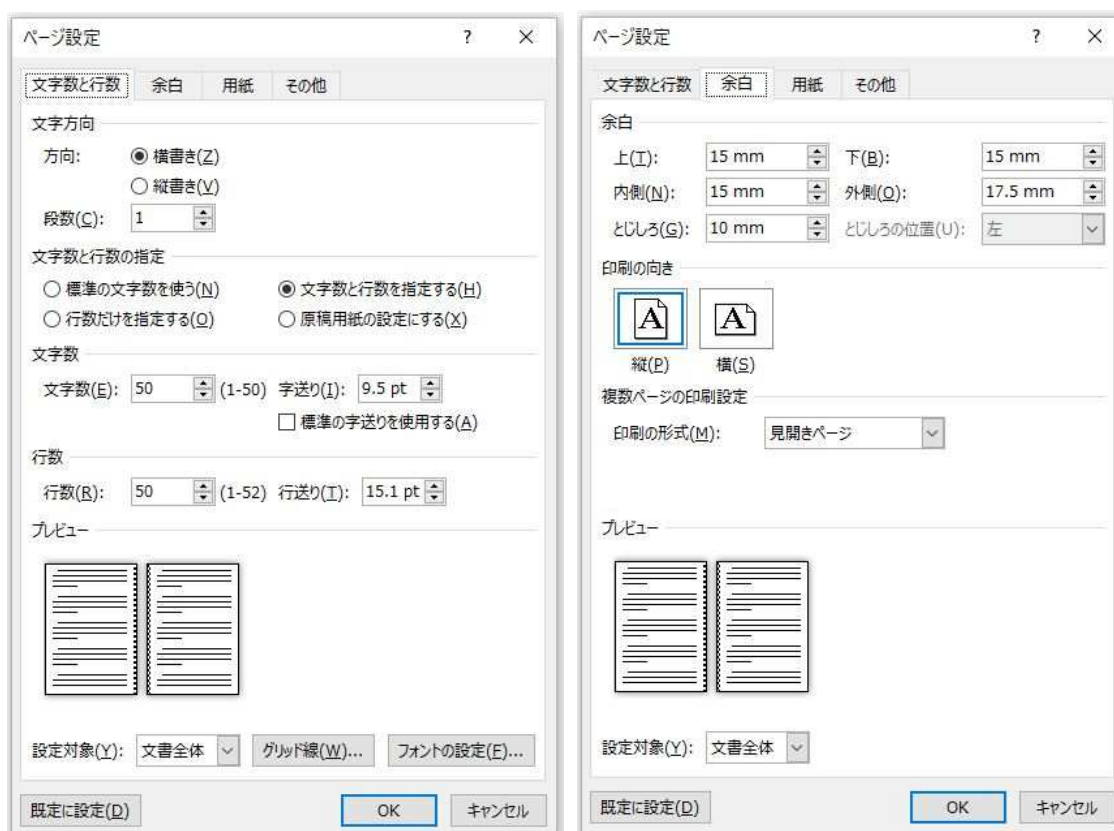 ページ設定 ? ×
文字数と行数 余白 用紙 その他
文字方向
方向: 横書き(Z)
縦書き(V)
段数(C): 1
文字数と行数の指定
標準の文字数を使う(N) 文字数と行数を指定する(H)
行数だけを指定する(O) 原稿用紙の設定にする(X)
文字数
文字数(E): 50 (1-50) 字送り(I): 9.5 pt
標準の字送りを使用する(A)
行数
行数(R): 50 (1-52) 行送り(T): 15.1 pt
プレビュー
設定対象(Y): 文書全体 グリッド線(W)... フォントの設定(F)...
既定に設定(D) OK キャンセル
ページ設定 ? ×
文字数と行数 余白 用紙 その他
余白
上(T): 15 mm 下(B): 15 mm
内側(N): 15 mm 外側(O): 17.5 mm
とじしろ(G): 10 mm とじしろの位置(U): 左
印刷の向き
A A
縦(P) 横(S)
複数ページの印刷設定
印刷の形式(M): 見開きページ
プレビュー
設定対象(Y): 文書全体
既定に設定(D) OK キャンセル